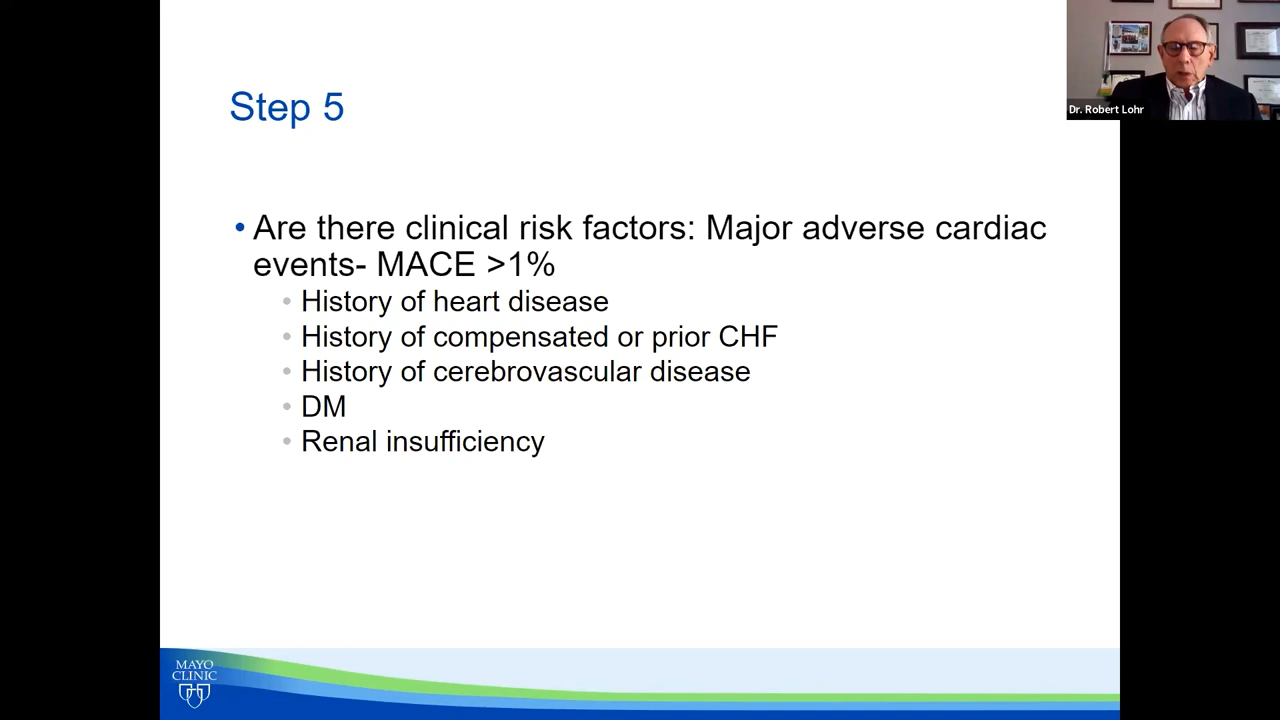 Step 5
• Are there clinical risk factors: Major adverse cardiac
events- MACE >1%
• History of heart disease
• History of compensated or prior CHF
• History of cerebrovascular disease
• DM
• Renal insufficiency
Dr. Robert Lohr
MAYO
CLINIC